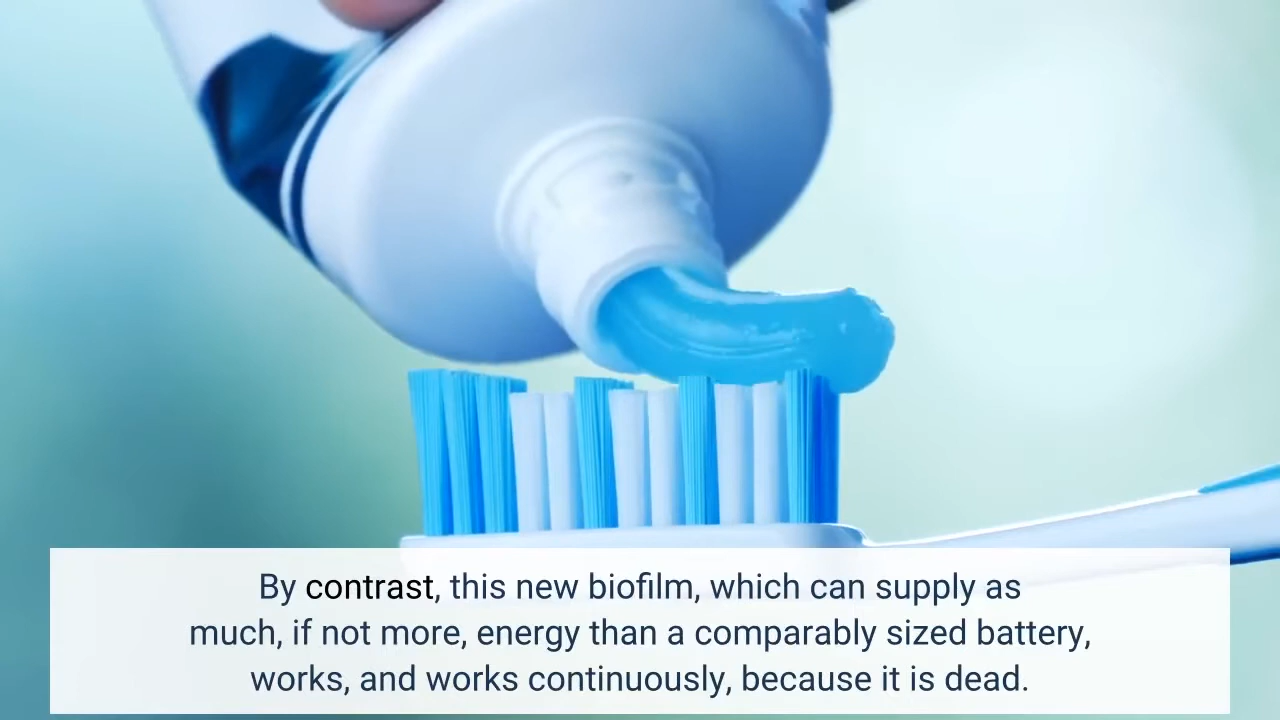 By contrast, this new biofilm, which can supply as
much, if not more, energy than a comparably sized battery,
works, and works continuously, because it is dead.